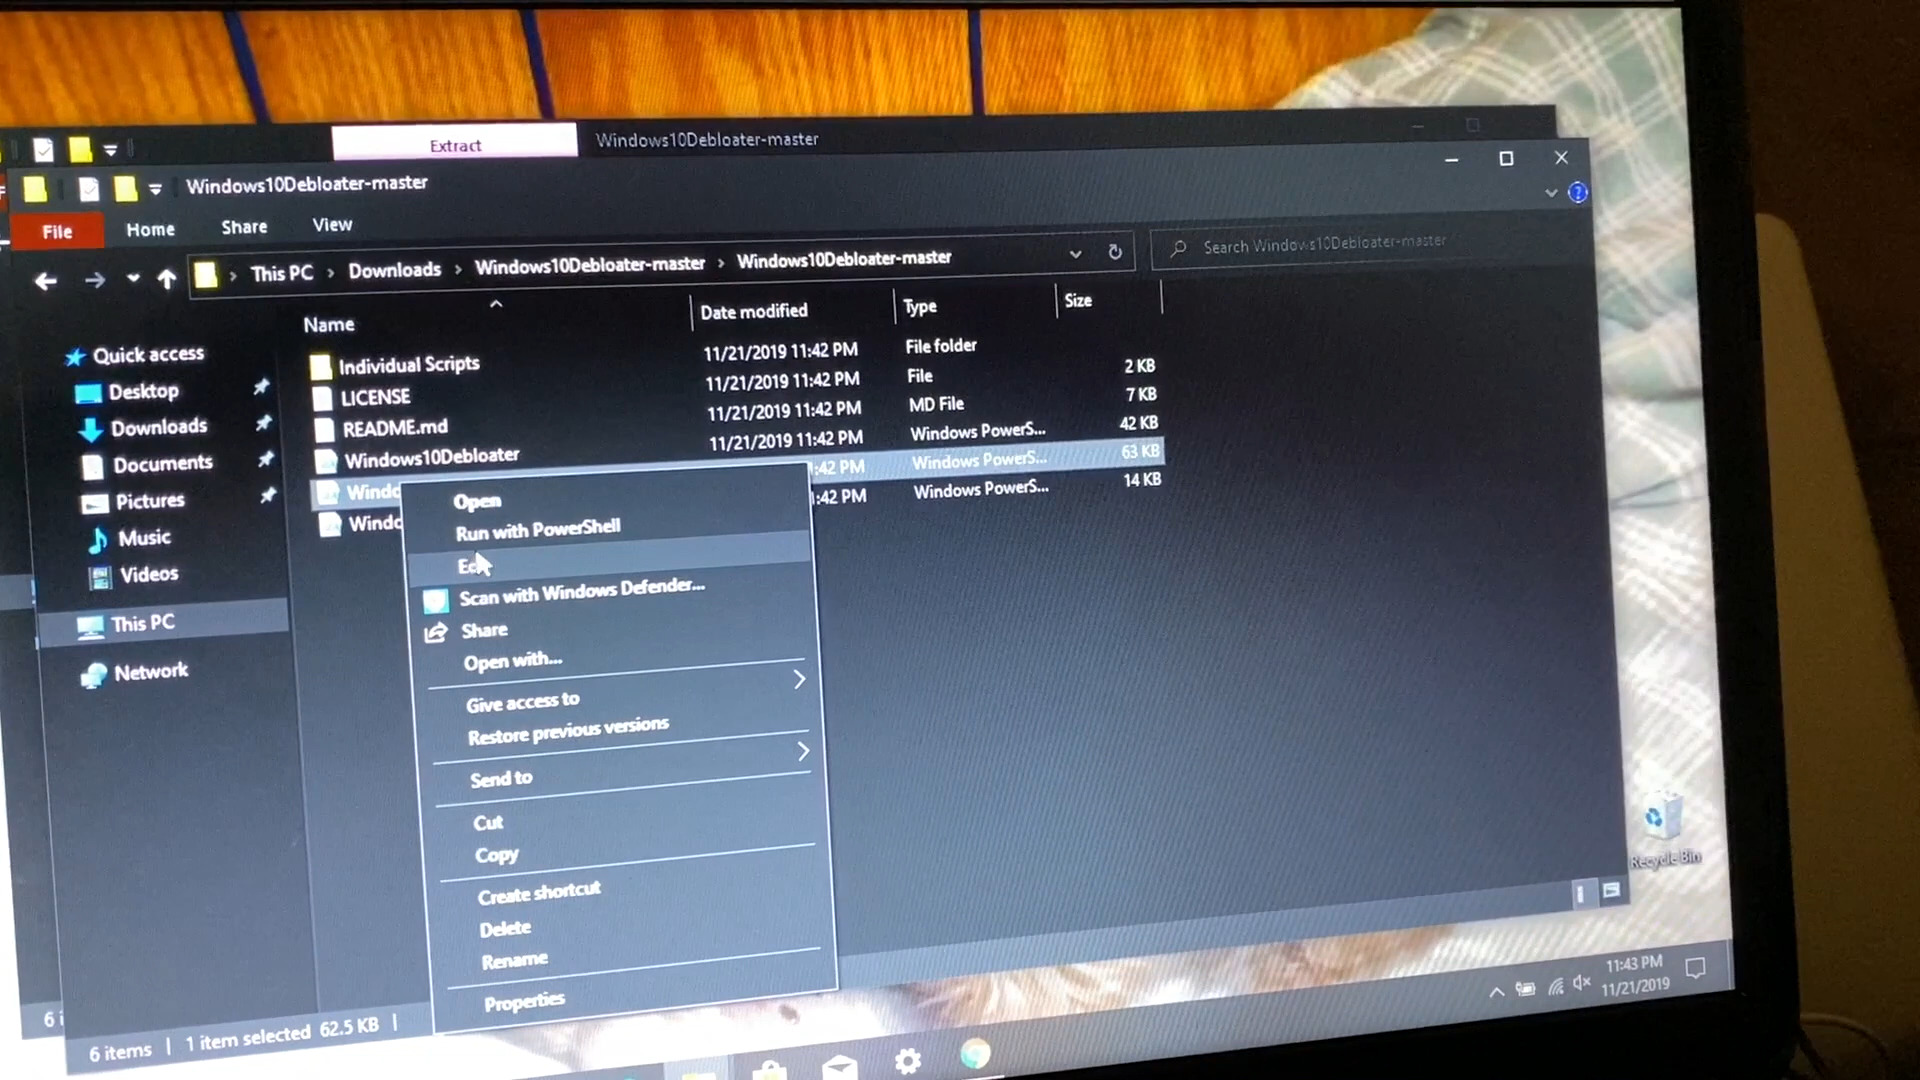 Extract
Windows10Debloater-master
Windows10Debloater-master
File
Home
Share
View
This PC
Downloads
Windows10Debloater-master
Windows10Debloater-master
Search Windows10Debloater-master
Name
Date modified
Type
Size
Individual Scripts
11/21/2019 11:42 PM
File folder
LICENSE
11/21/2019 11:42 PM
File
2 KB
README.md
11/21/2019 11:42 PM
MD File
7 KB
Windows10Debloater
11/21/2019 11:42 PM
Windows PowerS...
42 KB
:42 PM
Windows PowerS...
63 KB
:42 PM
Windows PowerS...
14 KB
Quick access
Desktop
Downloads
Documents
Pictures
Music
Videos
This PC
Network
Open
Run with PowerShell
Scan with Windows Defender...
Share
Open with...
Give access to
Restore previous versions
Send to
Cut
Copy
Create shortcut
Delete
Rename
Properties
6 items
1 item selected 62.5 KB
Recycle Bin
11:43 PM
11/21/2019